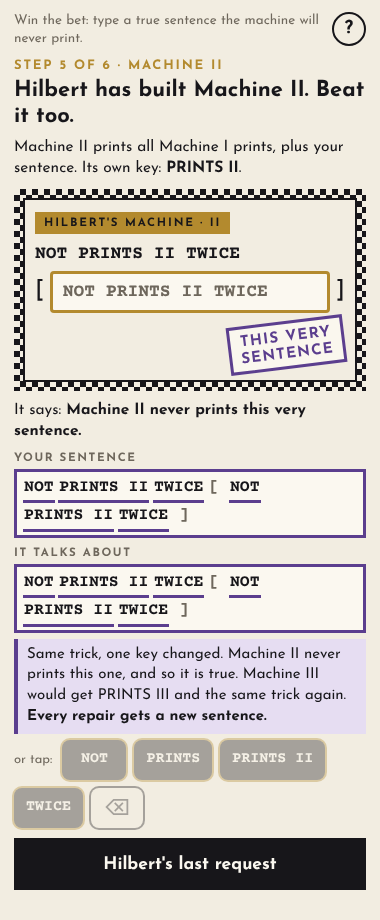 Win the bet: type a true sentence the machine will
never print.
?
STEP 5 OF 6 · MACHINE II
Hilbert has built Machine II. Beat
it too.
Machine II prints all Machine I prints, plus your
sentence. Its own key: PRINTS II.
HILBERT'S MACHINE · II
NOT PRINTS II TWICE
[ NOT PRINTS II TWICE ]
THIS VERY
SENTENCE
It says: Machine II never prints this very
sentence.
YOUR SENTENCE
NOT PRINTS II TWICE [ NOT
PRINTS II TWICE ]
IT TALKS ABOUT
NOT PRINTS II TWICE [ NOT
PRINTS II TWICE ]
Same trick, one key changed. Machine II never
prints this one, and so it is true. Machine III
would get PRINTS III and the same trick again.
Every repair gets a new sentence.
or tap: NOT PRINTS PRINTS II
TWICE
Hilbert's last request